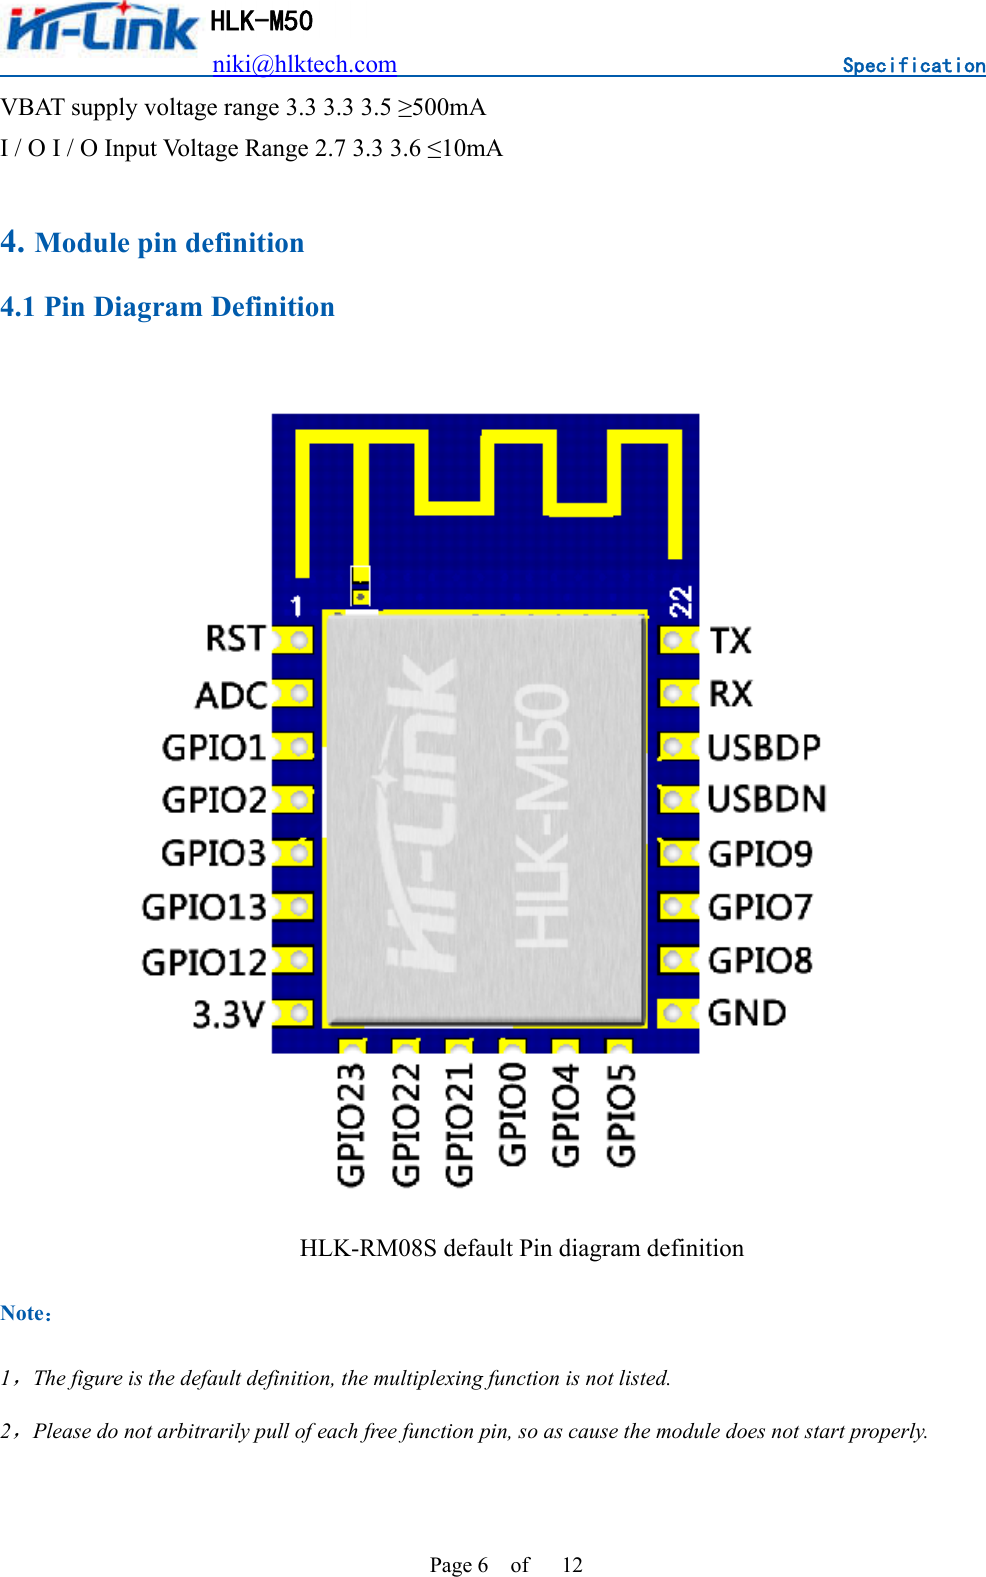 Hi-Link HLK-M50
niki@hlktech.com Specification
VBAT supply voltage range 3.3 3.3 3.5 ≥500mA
I / O I / O Input Voltage Range 2.7 3.3 3.6 ≤10mA
4. Module pin definition
4.1 Pin Diagram Definition
1 22
RST TX
ADC RX
GPIO1 USBDP
GPIO2 USBDN
GPIO3 GPIO9
GPIO13 GPIO7
GPIO12 GPIO8
3.3V GND
Hi-Link
HLK-M50
GPIO23
GPIO22
GPIO21
GPIO0
GPIO4
GPIO5
HLK-RM08S default Pin diagram definition
Note：
1，The figure is the default definition, the multiplexing function is not listed.
2，Please do not arbitrarily pull of each free function pin, so as cause the module does not start properly.
Page 6 of 12